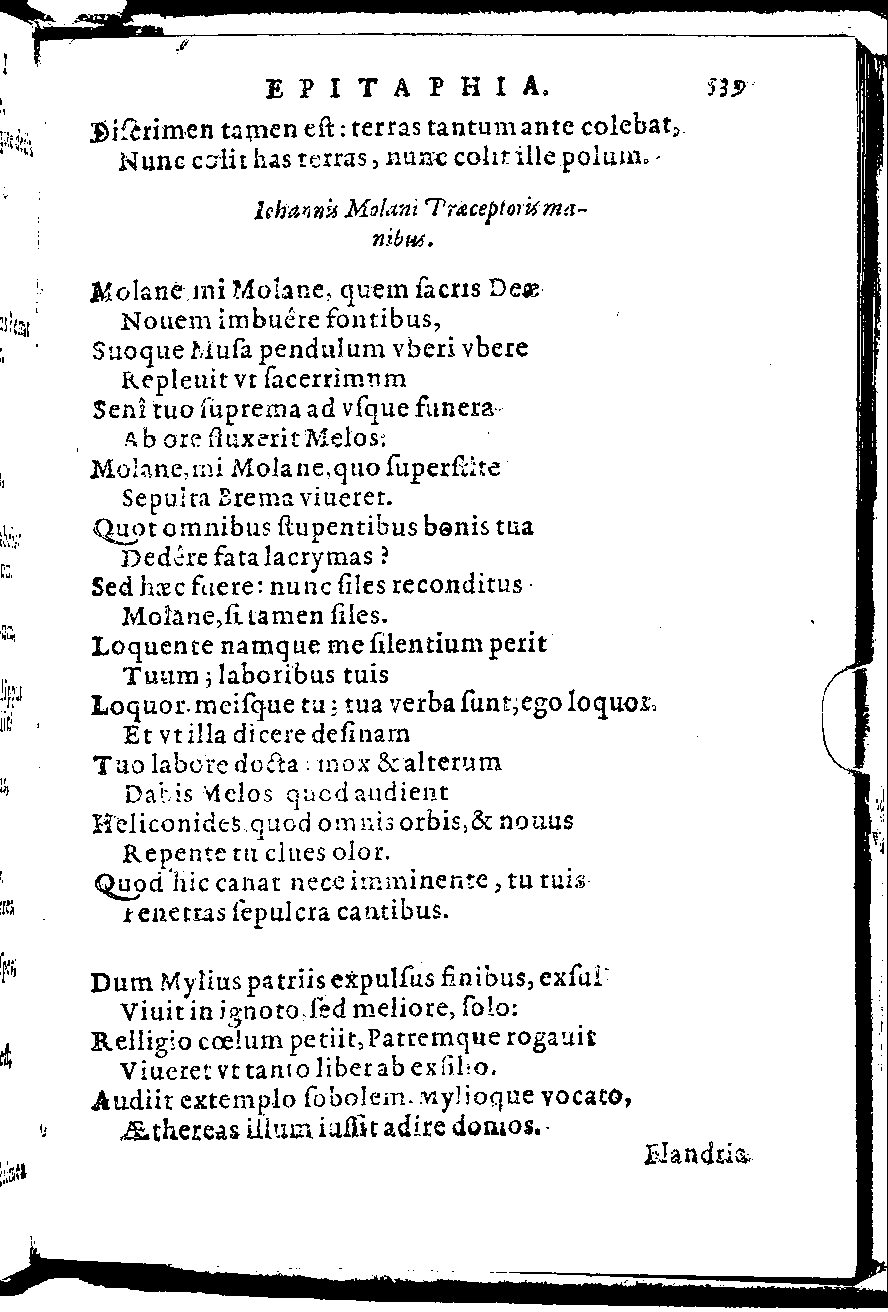 EPITAPHIA. 539
Diſcrimen tamen eſt: terras tantum ante colebat,
Nunc colit has terras, nunc colit ille polum.
Iohannis Molani Præceptoris ma-
nibus.
Molane mi Molane, quem ſacris Deæ
Nouem imbuêre fontibus,
Suoque Muſa pendulum vberi vbere
Repleuit vt ſacerrimum
Senî tuo ſuprema ad vſque funera
Ab ore fluxerit Melos:
Molane, mi Molane, quo ſuperſtite
Sepulta Brema viueret.
Quot omnibus ſtupentibus bonis tua
Dedêre fata lacrymas?
Sed hæc fuere: nunc ſiles reconditus
Molane, ſi tamen ſiles.
Loquente namque me ſilentium perit
Tuum; laboribus tuis
Loquor. meiſque tu; tua verba ſunt, ego loquor.
Et vt illa dicere deſinam
Tuo labore docta: mox & alterum
Dabis Melos quod audient
Heliconides, quod omnis orbis, & nouus
Repente tu clues olor.
Quod hic canat nece imminente, tu tuis
Penetras ſepulcra cantibus.
Dum Mylius patriis expulſus finibus, exſul
Viuit in ignoto, ſed meliore, ſolo:
Relligio cœlum petiit, Patremque rogauit
Viueret vt tanto liber ab exſilio.
Audiit extemplo ſobolem. Mylioque vocato,
Æthereas illum iuſſit adire domos.
Flandria